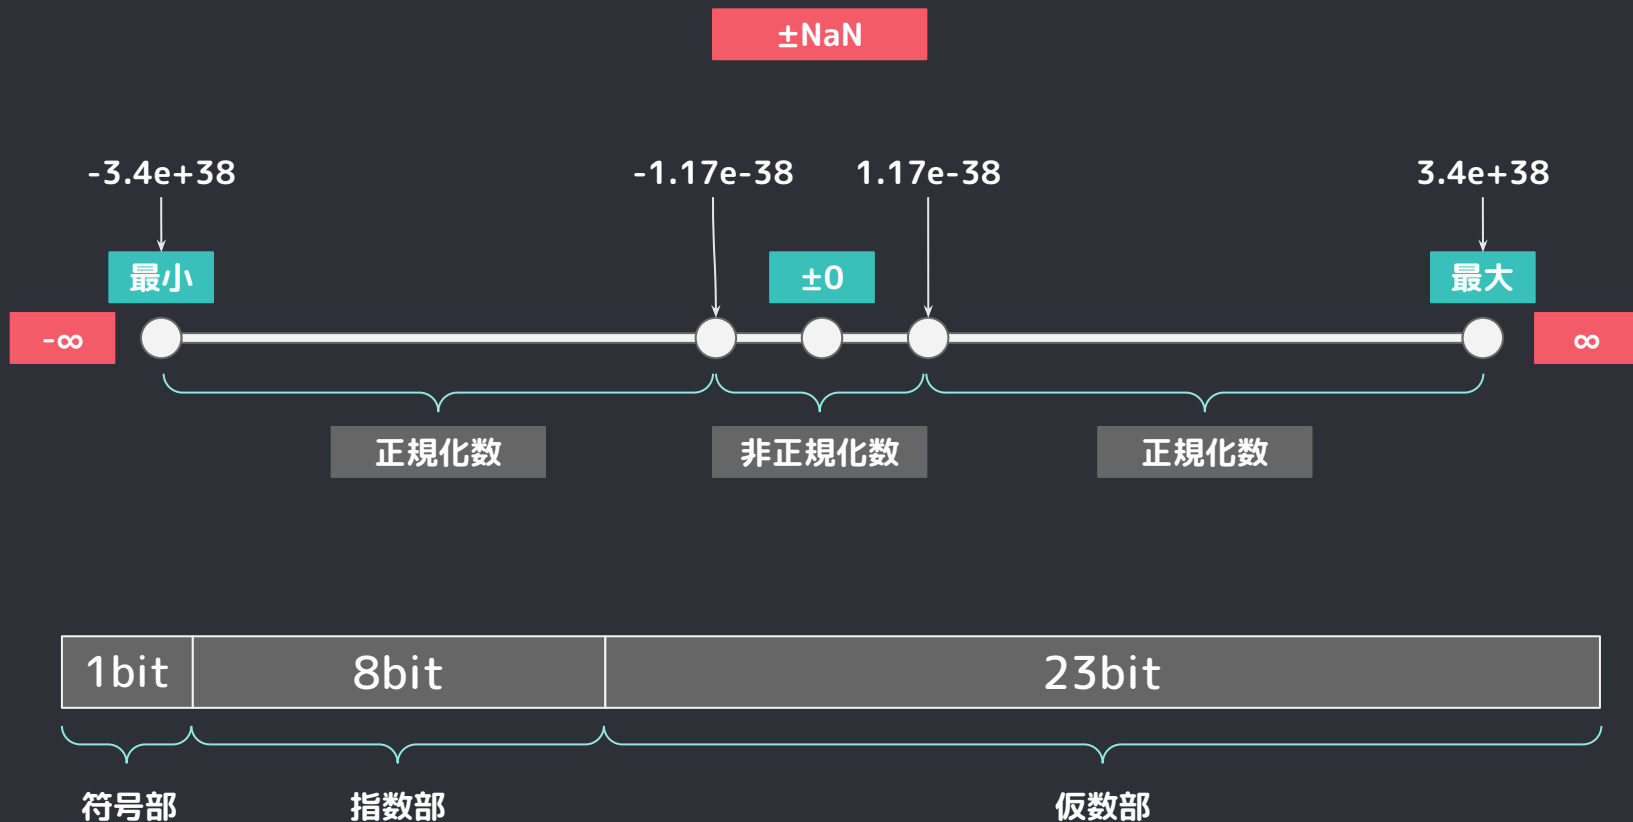 ±NaN
-3.4e+38
-1.17e-38
1.17e-38
3.4e+38
最小
±0
最大
-∞
∞
正規化数
非正規化数
正規化数
1bit
8bit
23bit
符号部
指数部
仮数部